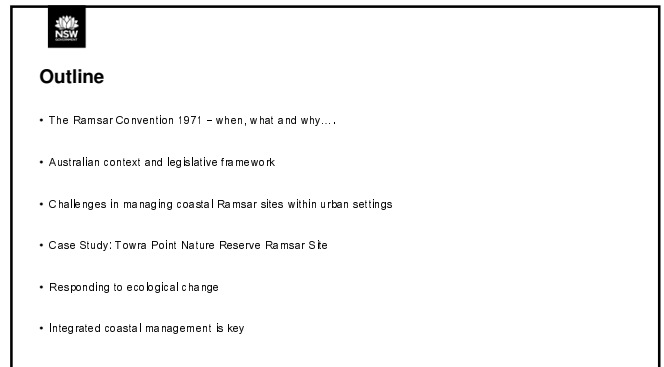 NSW
GOVERNMENT
Outline
• The Ramsar Convention 1971 – when, what and why….
• Australian context and legislative framework
• Challenges in managing coastal Ramsar sites within urban settings
• Case Study: Towra Point Nature Reserve Ramsar Site
• Responding to ecological change
• Integrated coastal management is key